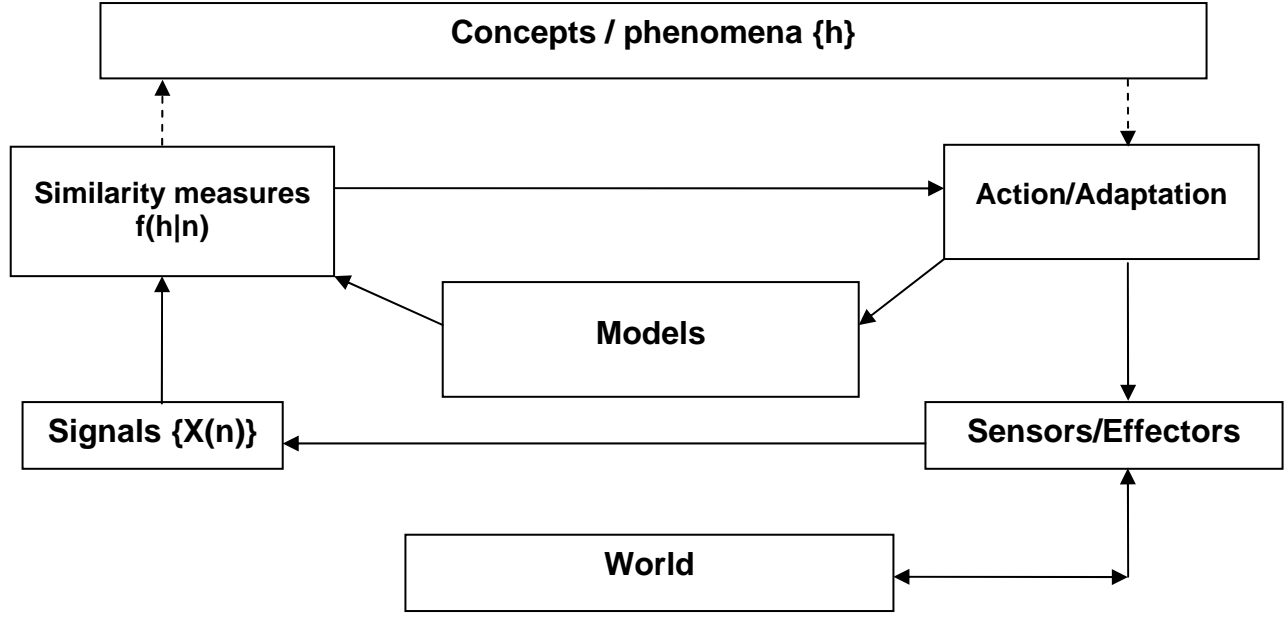 Concepts / phenomena {h}
Similarity measures
f(h|n)
Action/Adaptation
Models
Signals {X(n)}
Sensors/Effectors
World